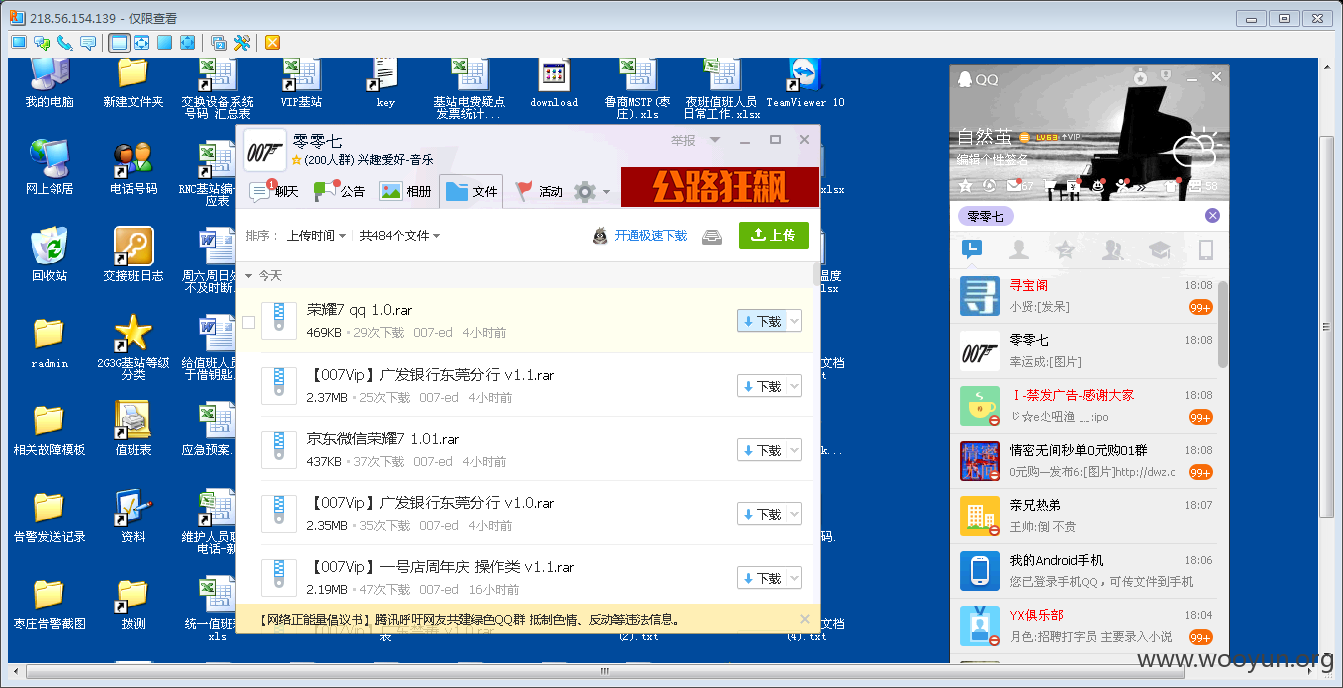 218.56.154.139 - 仅限查看
我的电脑
新建文件夹
交换设备系统
号码 汇总表
VIP基站
key
基站电费疑点
发票统计...
download
鲁商MSTP(枣
庄).xls
夜班值班人员
日常工作.xlsx
TeamViewer 10
网上邻居
电话号码
RNC基站编
应表
xlsx
回收站
交接班日志
周六周日处
不及时断
温度
lsx
radmin
2G3G基站等级
分类
给值班人员
于借钥匙.
文档
t
相关故障模板
值班表
应急预案.
k...
告警发送记录
资料
维护人员联
电话-新
码.
枣庄告警截图
拨测
统一值班
xls
表
(2).txt
文档
(4).txt
007
零零七
(200人群) 兴趣爱好-音乐
举报
聊天
1
公告
相册
文件
活动
公路狂飙
排序：
上传时间
共484个文件
开通极速下载
上传
今天
荣耀7 qq 1.0.rar
469KB
29次下载
007-ed
4小时前
下载
【007Vip】广发银行东莞分行 v1.1.rar
2.37MB
25次下载
007-ed
4小时前
下载
京东微信荣耀7 1.01.rar
437KB
37次下载
007-ed
4小时前
下载
【007Vip】广发银行东莞分行 v1.0.rar
2.35MB
35次下载
007-ed
4小时前
下载
【007Vip】一号店周年庆 操作类 v1.1.rar
2.19MB
47次下载
007-ed
16小时前
下载
【网络正能量倡议书】腾讯呼吁网友共建绿色QQ群 抵制色情、反动等违法信息。
QQ
自然茧
LV63
VIP
编辑个性签名
67
58
零零七
寻宝阁
18:08
小贤:[发呆]
99+
007
零零七
18:08
幸运成:[图片]
I-禁发广告-感谢大家
18:08
:ipo
99+
情密无间
情密无间秒单0元购01群
18:08
0元购—发布6:[图片]http://dwz.c
99+
亲兄热弟
18:07
王帅:倒 不贵
我的Android手机
18:06
您已登录手机QQ，可传文件到手机
YX俱乐部
18:04
月色:招聘打字员 主要录入小说
99+
www.wooyun.org